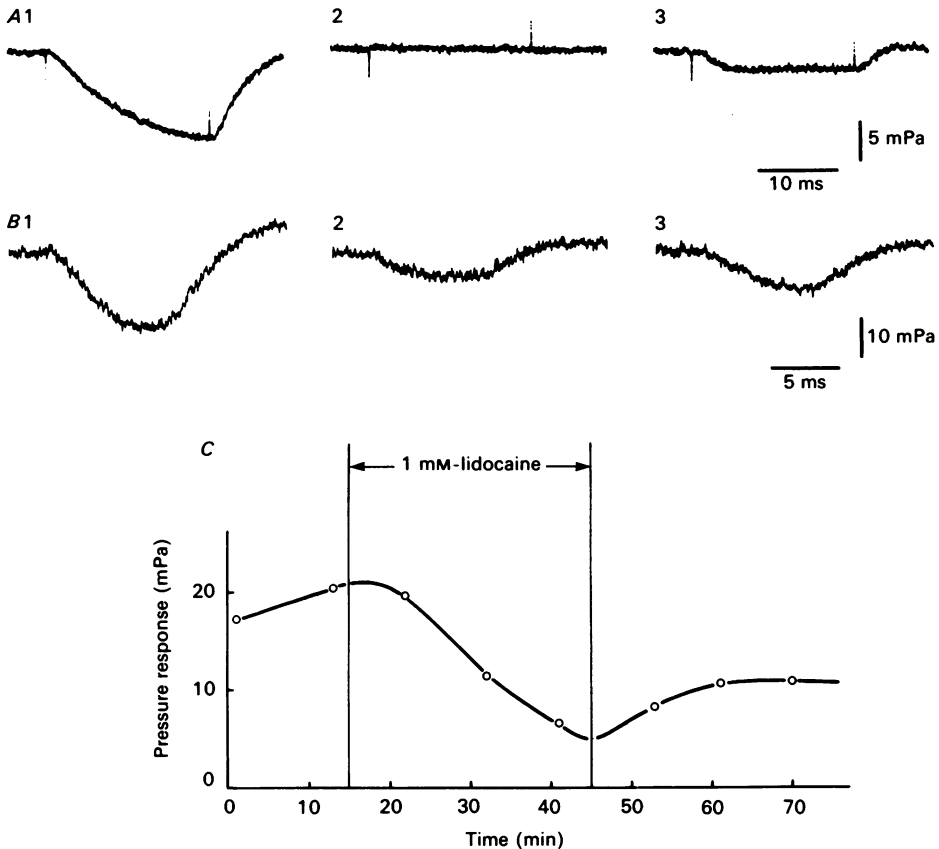 A1
2
3
5 mPa
10 ms
B1
2
3
10 mPa
5 ms
C
1 mM-lidocaine
Pressure response (mPa)
20
10
0
0 10 20 30 40 50 60 70
Time (min)